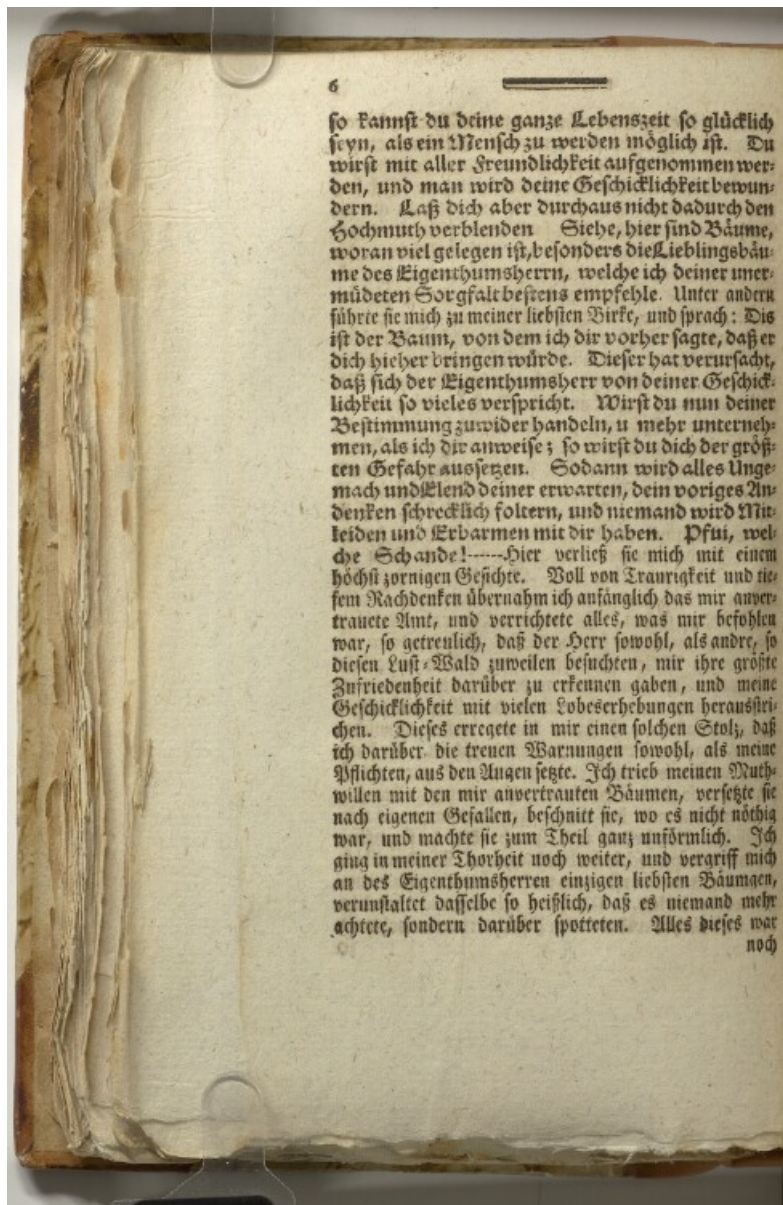 6
so kannst du deine ganze Lebenszeit so glücklich
seyn, als ein Mensch zu werden möglich ist. Du
wirst mit aller Freundlichkeit aufgenommen wer-
den, und man wird deine Geschicklichkeit bewun-
dern. Laß dich aber durchaus nicht dadurch den
Hochmuth verblenden Siehe, hier sind Bäume,
woran viel gelegen ist, besonders die Lieblingsbäu-
me des Eigenthumsherrn, welche ich deiner uner-
müdeten Sorgfalt bestens empfehle. Unter andern
führte sie mich zu meiner liebsten Birke, und sprach: Dis
ist der Baum, von dem ich dir vorher sagte, daß er
dich hieher bringen würde. Dieser hat verursacht,
daß sich der Eigenthumsherr von deiner Geschick-
lichkeit so vieles verspricht. Wirst du nun deiner
Bestimmung zuwider handeln, u mehr unterneh-
men, als ich dir anweise; so wirst du dich der größ-
ten Gefahr aussetzen. Sodann wird alles Unge-
mach und Elend deiner erwarten, dein voriges An-
denken schrecklich foltern, und niemand wird Mit-
leiden und Erbarmen mit dir haben. Pfui, wel-
che Schande!------Hier verließ sie mich mit einem
höchst zornigen Gesichte. Voll von Traurigkeit und tie-
fem Nachdenken übernahm ich anfänglich das mir anver-
trauete Amt, und verrichtete alles, was mir befohlen
war, so getreulich, daß der Herr sowohl, als andre, so
diesen Lust-Wald zuweilen besuchten, mir ihre größte
Zufriedenheit darüber zu erkennen gaben, und meine
Geschicklichkeit mit vielen Lobeserhebungen herausstri-
chen. Dieses erregete in mir einen solchen Stolz, daß
ich darüber die treuen Warnungen sowohl, als meine
Pflichten, aus den Augen setzte. Ich trieb meinen Muth-
willen mit den mir anvertrauten Bäumen, versetzte sie
nach eigenen Gefallen, beschnitt sie, wo es nicht nöthig
war, und machte sie zum Theil ganz unförmlich. Ich
ging in meiner Thorheit noch weiter, und vergriff mich
an des Eigenthumsherren einzigen liebsten Bäumgen,
verunstaltet dasselbe so heißlich, daß es niemand mehr
achtete, sondern darüber spotteten. Alles dieses war
noch